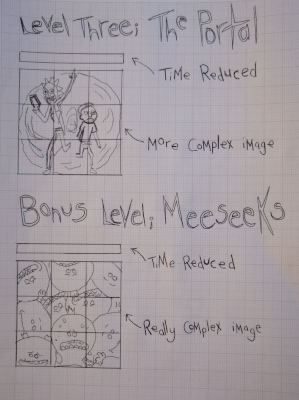 Level Three; The Portal
Time Reduced
More Complex image
Bonus Level; Meeseeks
Time Reduced
Really Complex image